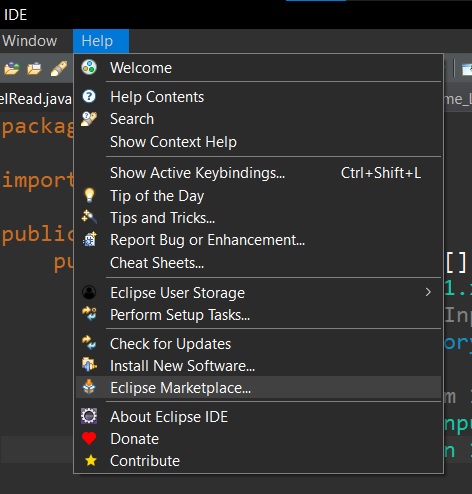 IDE
Window Help
elRead.java
me_L
Welcome
packag
Help Contents
Search
Show Context Help
import
Show Active Keybindings... Ctrl+Shift+L
Tip of the Day
Tips and Tricks...
public
Report Bug or Enhancement...
pu
Cheat Sheets...
[]
Eclipse User Storage
1.
Perform Setup Tasks...
Inp
Check for Updates
ory
Install New Software...
Eclipse Marketplace...
About Eclipse IDE
npu
Donate
Contribute